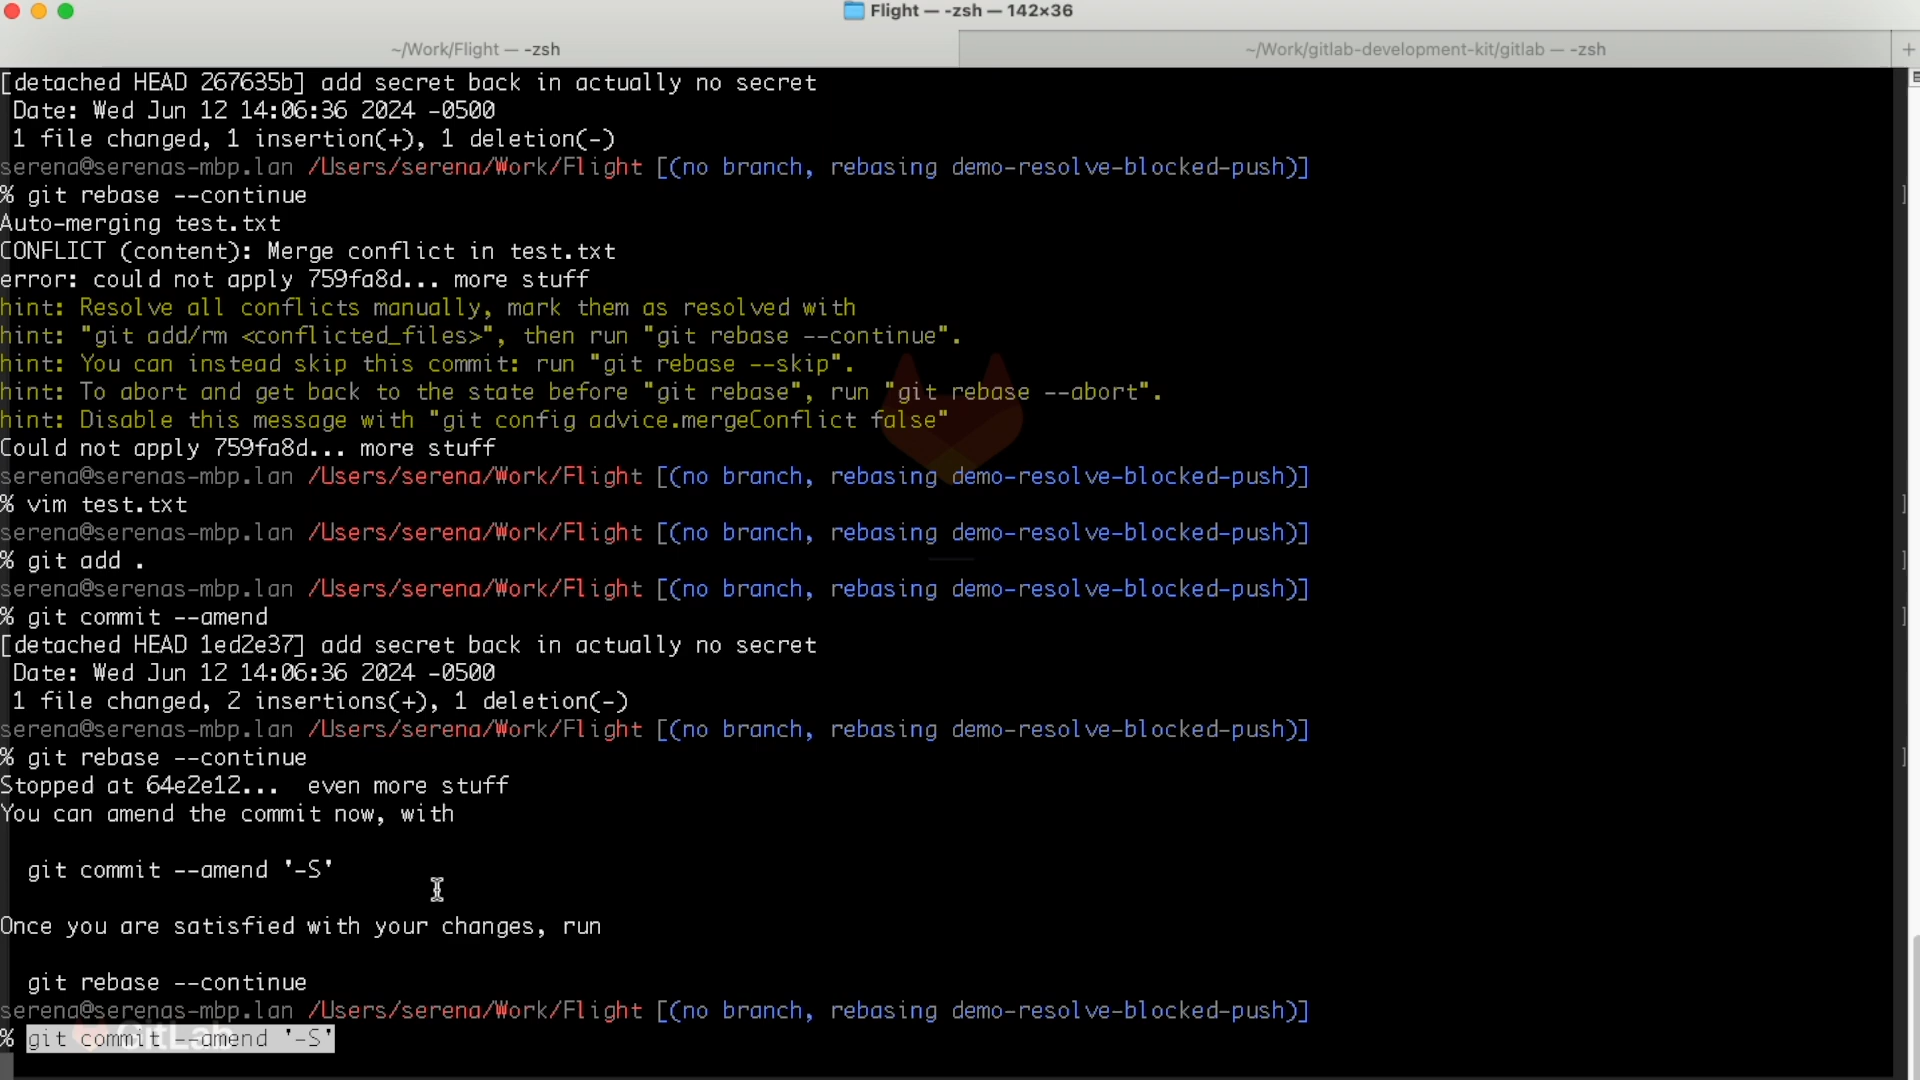 Flight — -zsh — 142×36
~/Work/Flight — -zsh
~/Work/gitlab-development-kit/gitlab — -zsh
[detached HEAD 267635b] add secret back in actually no secret
Date: Wed Jun 12 14:06:36 2024 -0500
1 file changed, 1 insertion(+), 1 deletion(-)
serena@serenas-mbp.lan /Users/serena/Work/Flight [(no branch, rebasing demo-resolve-blocked-push)]
% git rebase --continue
Auto-merging test.txt
CONFLICT (content): Merge conflict in test.txt
error: could not apply 759fa8d... more stuff
hint: Resolve all conflicts manually, mark them as resolved with
hint: "git add/rm <conflicted_files>", then run "git rebase --continue".
hint: You can instead skip this commit: run "git rebase --skip".
hint: To abort and get back to the state before "git rebase", run "git rebase --abort".
hint: Disable this message with "git config advice.mergeConflict false"
Could not apply 759fa8d... more stuff
serena@serenas-mbp.lan /Users/serena/Work/Flight [(no branch, rebasing demo-resolve-blocked-push)]
% vim test.txt
serena@serenas-mbp.lan /Users/serena/Work/Flight [(no branch, rebasing demo-resolve-blocked-push)]
% git add .
serena@serenas-mbp.lan /Users/serena/Work/Flight [(no branch, rebasing demo-resolve-blocked-push)]
% git commit --amend
[detached HEAD 1ed2e37] add secret back in actually no secret
Date: Wed Jun 12 14:06:36 2024 -0500
1 file changed, 2 insertions(+), 1 deletion(-)
serena@serenas-mbp.lan /Users/serena/Work/Flight [(no branch, rebasing demo-resolve-blocked-push)]
% git rebase --continue
Stopped at 64e2e12...  even more stuff
You can amend the commit now, with
git commit --amend '-S'
Once you are satisfied with your changes, run
git rebase --continue
serena@serenas-mbp.lan /Users/serena/Work/Flight [(no branch, rebasing demo-resolve-blocked-push)]
% git commit --amend '-S'
GitLab